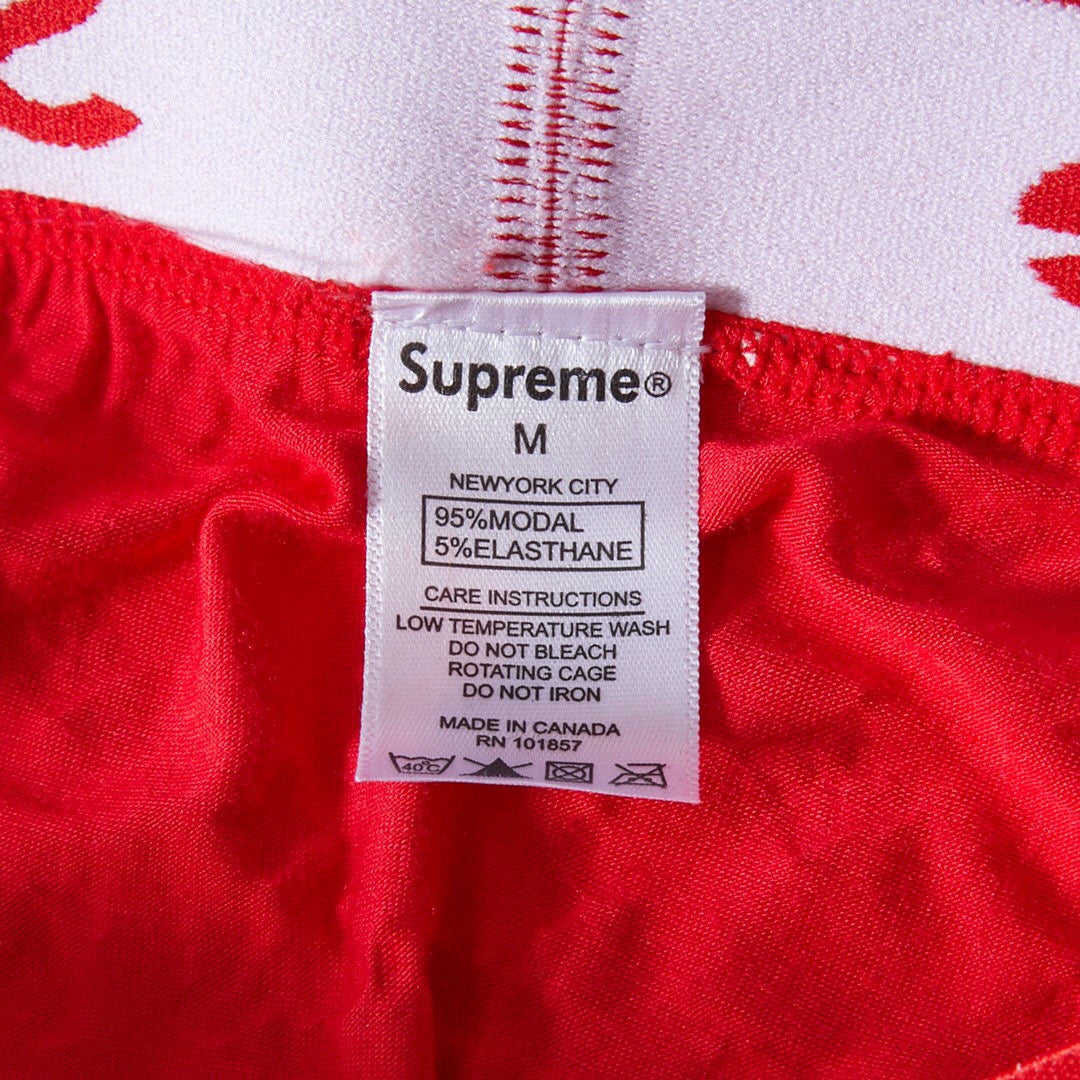 Supreme®
M
NEWYORK CITY
95%MODAL
5%ELASTHANE
CARE INSTRUCTIONS
LOW TEMPERATURE WASH
DO NOT BLEACH
ROTATING CAGE
DO NOT IRON
MADE IN CANADA
RN 101857
40°C